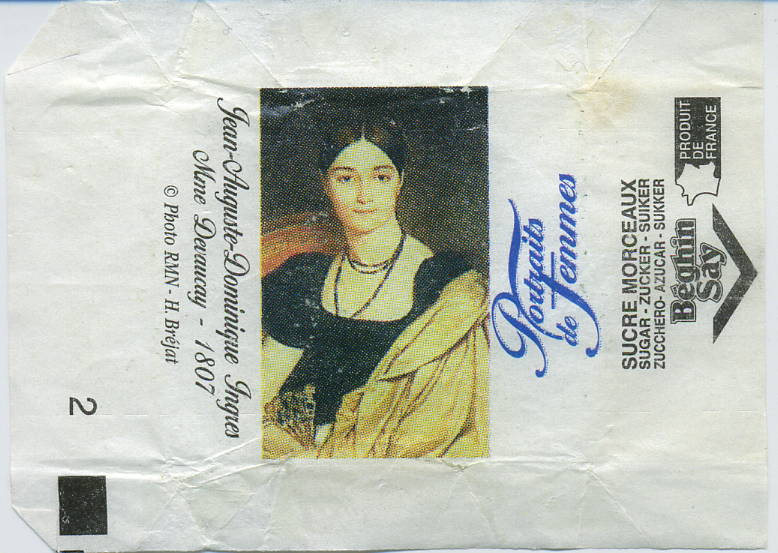 PRODUIT
DE
FRANCE
SUCRE MORCEAUX
SUGAR - ZUCKER - SUIKER
ZUCCHERO - AZUCAR - SUKKER
Béghin
Say
Portraits
de Femmes
Jean-Auguste-Dominique Ingres
Mme Devaucay - 1807
© Photo RMN - H. Bréjat
2